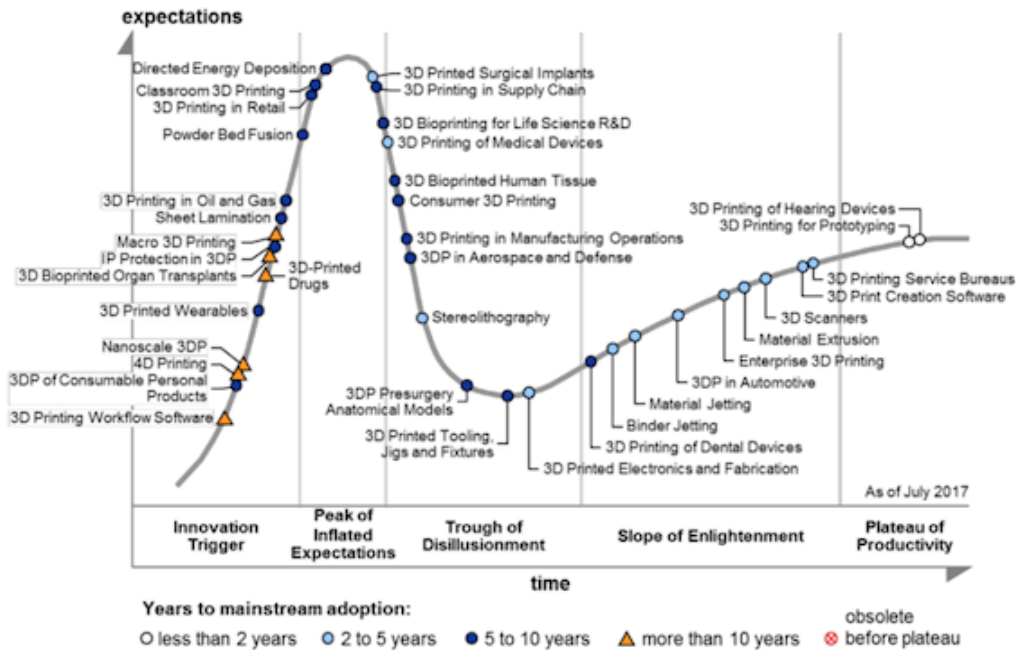 expectations
Directed Energy Deposition
Classroom 3D Printing
3D Printing in Retail
Powder Bed Fusion
3D Printing in Oil and Gas
Sheet Lamination
Macro 3D Printing
IP Protection in 3DP
3D Bioprinted Organ Transplants
3D-Printed
Drugs
3D Printed Wearables
Nanoscale 3DP
4D Printing
3DP of Consumable Personal
Products
3D Printing Workflow Software
3D Printed Surgical Implants
3D Printing in Supply Chain
3D Bioprinting for Life Science R&D
3D Printing of Medical Devices
3D Bioprinted Human Tissue
Consumer 3D Printing
3D Printing in Manufacturing Operations
3DP in Aerospace and Defense
Stereolithography
3DP Presurgery
Anatomical Models
3D Printed Tooling,
Jigs and Fixtures
3D Printed Electronics and Fabrication
3D Printing of Dental Devices
Binder Jetting
Material Jetting
3DP in Automotive
Enterprise 3D Printing
Material Extrusion
3D Scanners
3D Print Creation Software
3D Printing Service Bureaus
3D Printing of Hearing Devices
3D Printing for Prototyping
As of July 2017
Innovation
Trigger
Peak of
Inflated
Expectations
Trough of
Disillusionment
Slope of Enlightenment
Plateau of
Productivity
time
Years to mainstream adoption:
less than 2 years
2 to 5 years
5 to 10 years
more than 10 years
obsolete
before plateau